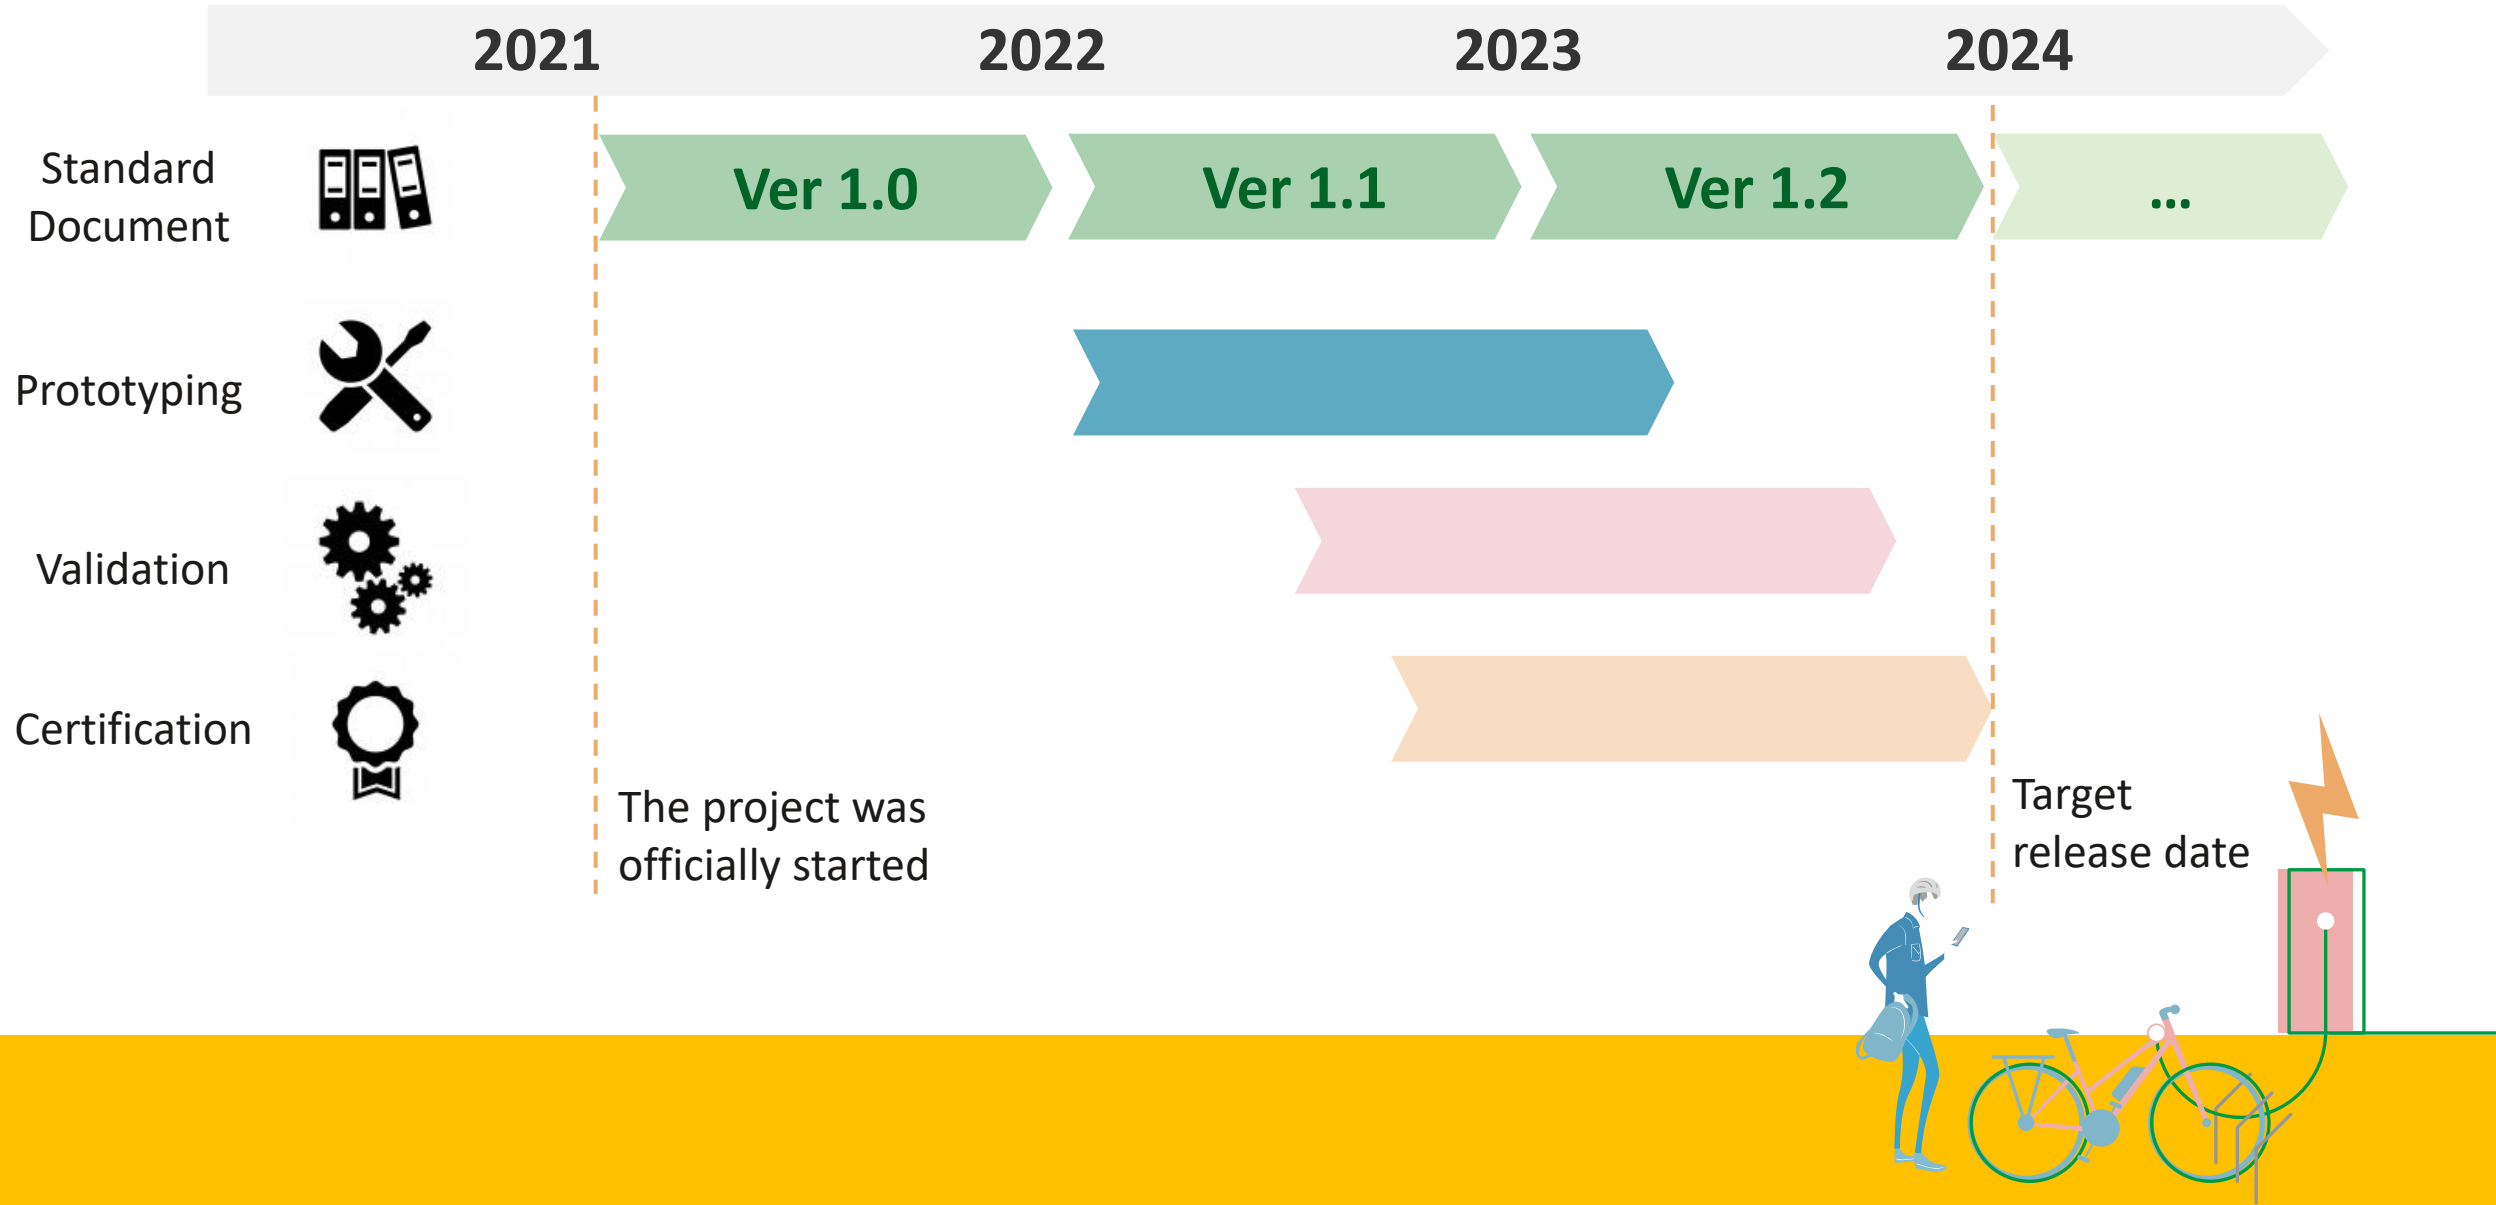 2021 2022 2023 2024
Standard
Document
Ver 1.0 Ver 1.1 Ver 1.2 ...
Prototyping
Validation
Certification
The project was
officially started
Target
release date